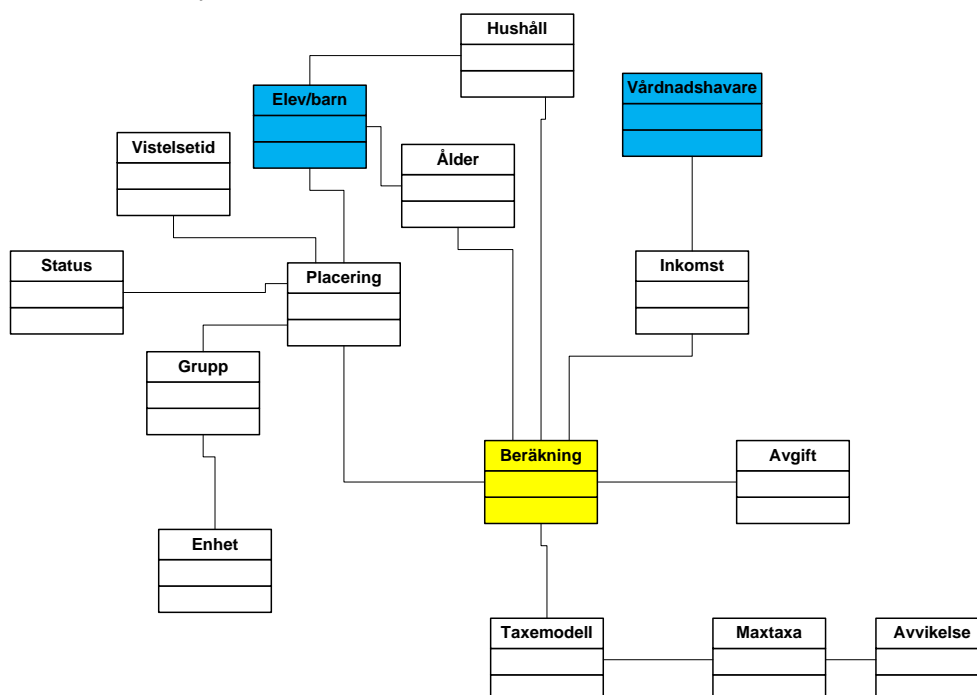 Hushåll
Elev/barn
Vårdnadshavare
Vistelsetid
Ålder
Status
Placering
Inkomst
Grupp
Beräkning
Avgift
Enhet
Taxemodell
Maxtaxa
Avvikelse